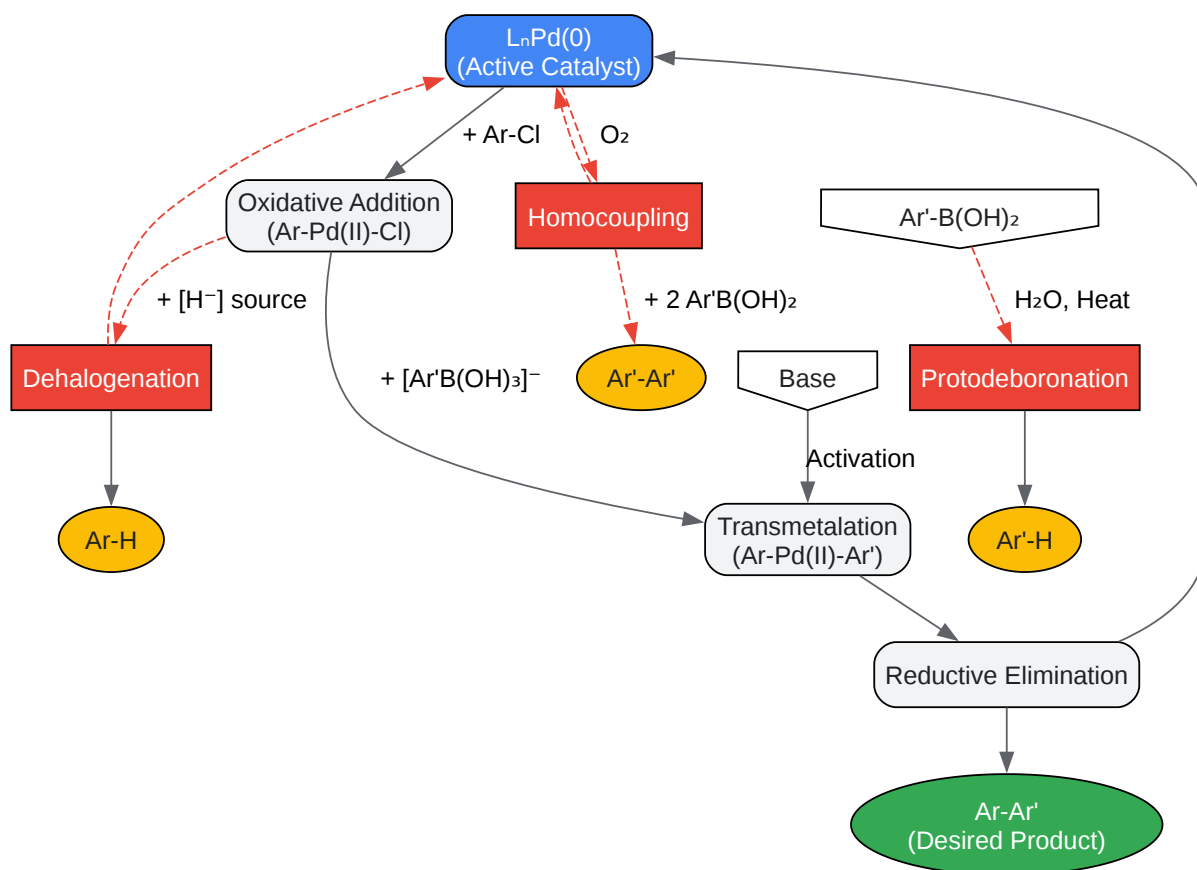 LₙPd(0)
(Active Catalyst)
+ Ar-Cl
O₂
Oxidative Addition
(Ar-Pd(II)-Cl)
Homocoupling
Ar'-B(OH)₂
+ [H⁻] source
+ 2 Ar'B(OH)₂
H₂O, Heat
Dehalogenation
+ [Ar'B(OH)₃]⁻
Ar'-Ar'
Base
Protodeboronation
Activation
Ar-H
Transmetalation
(Ar-Pd(II)-Ar')
Ar'-H
Reductive Elimination
Ar-Ar'
(Desired Product)